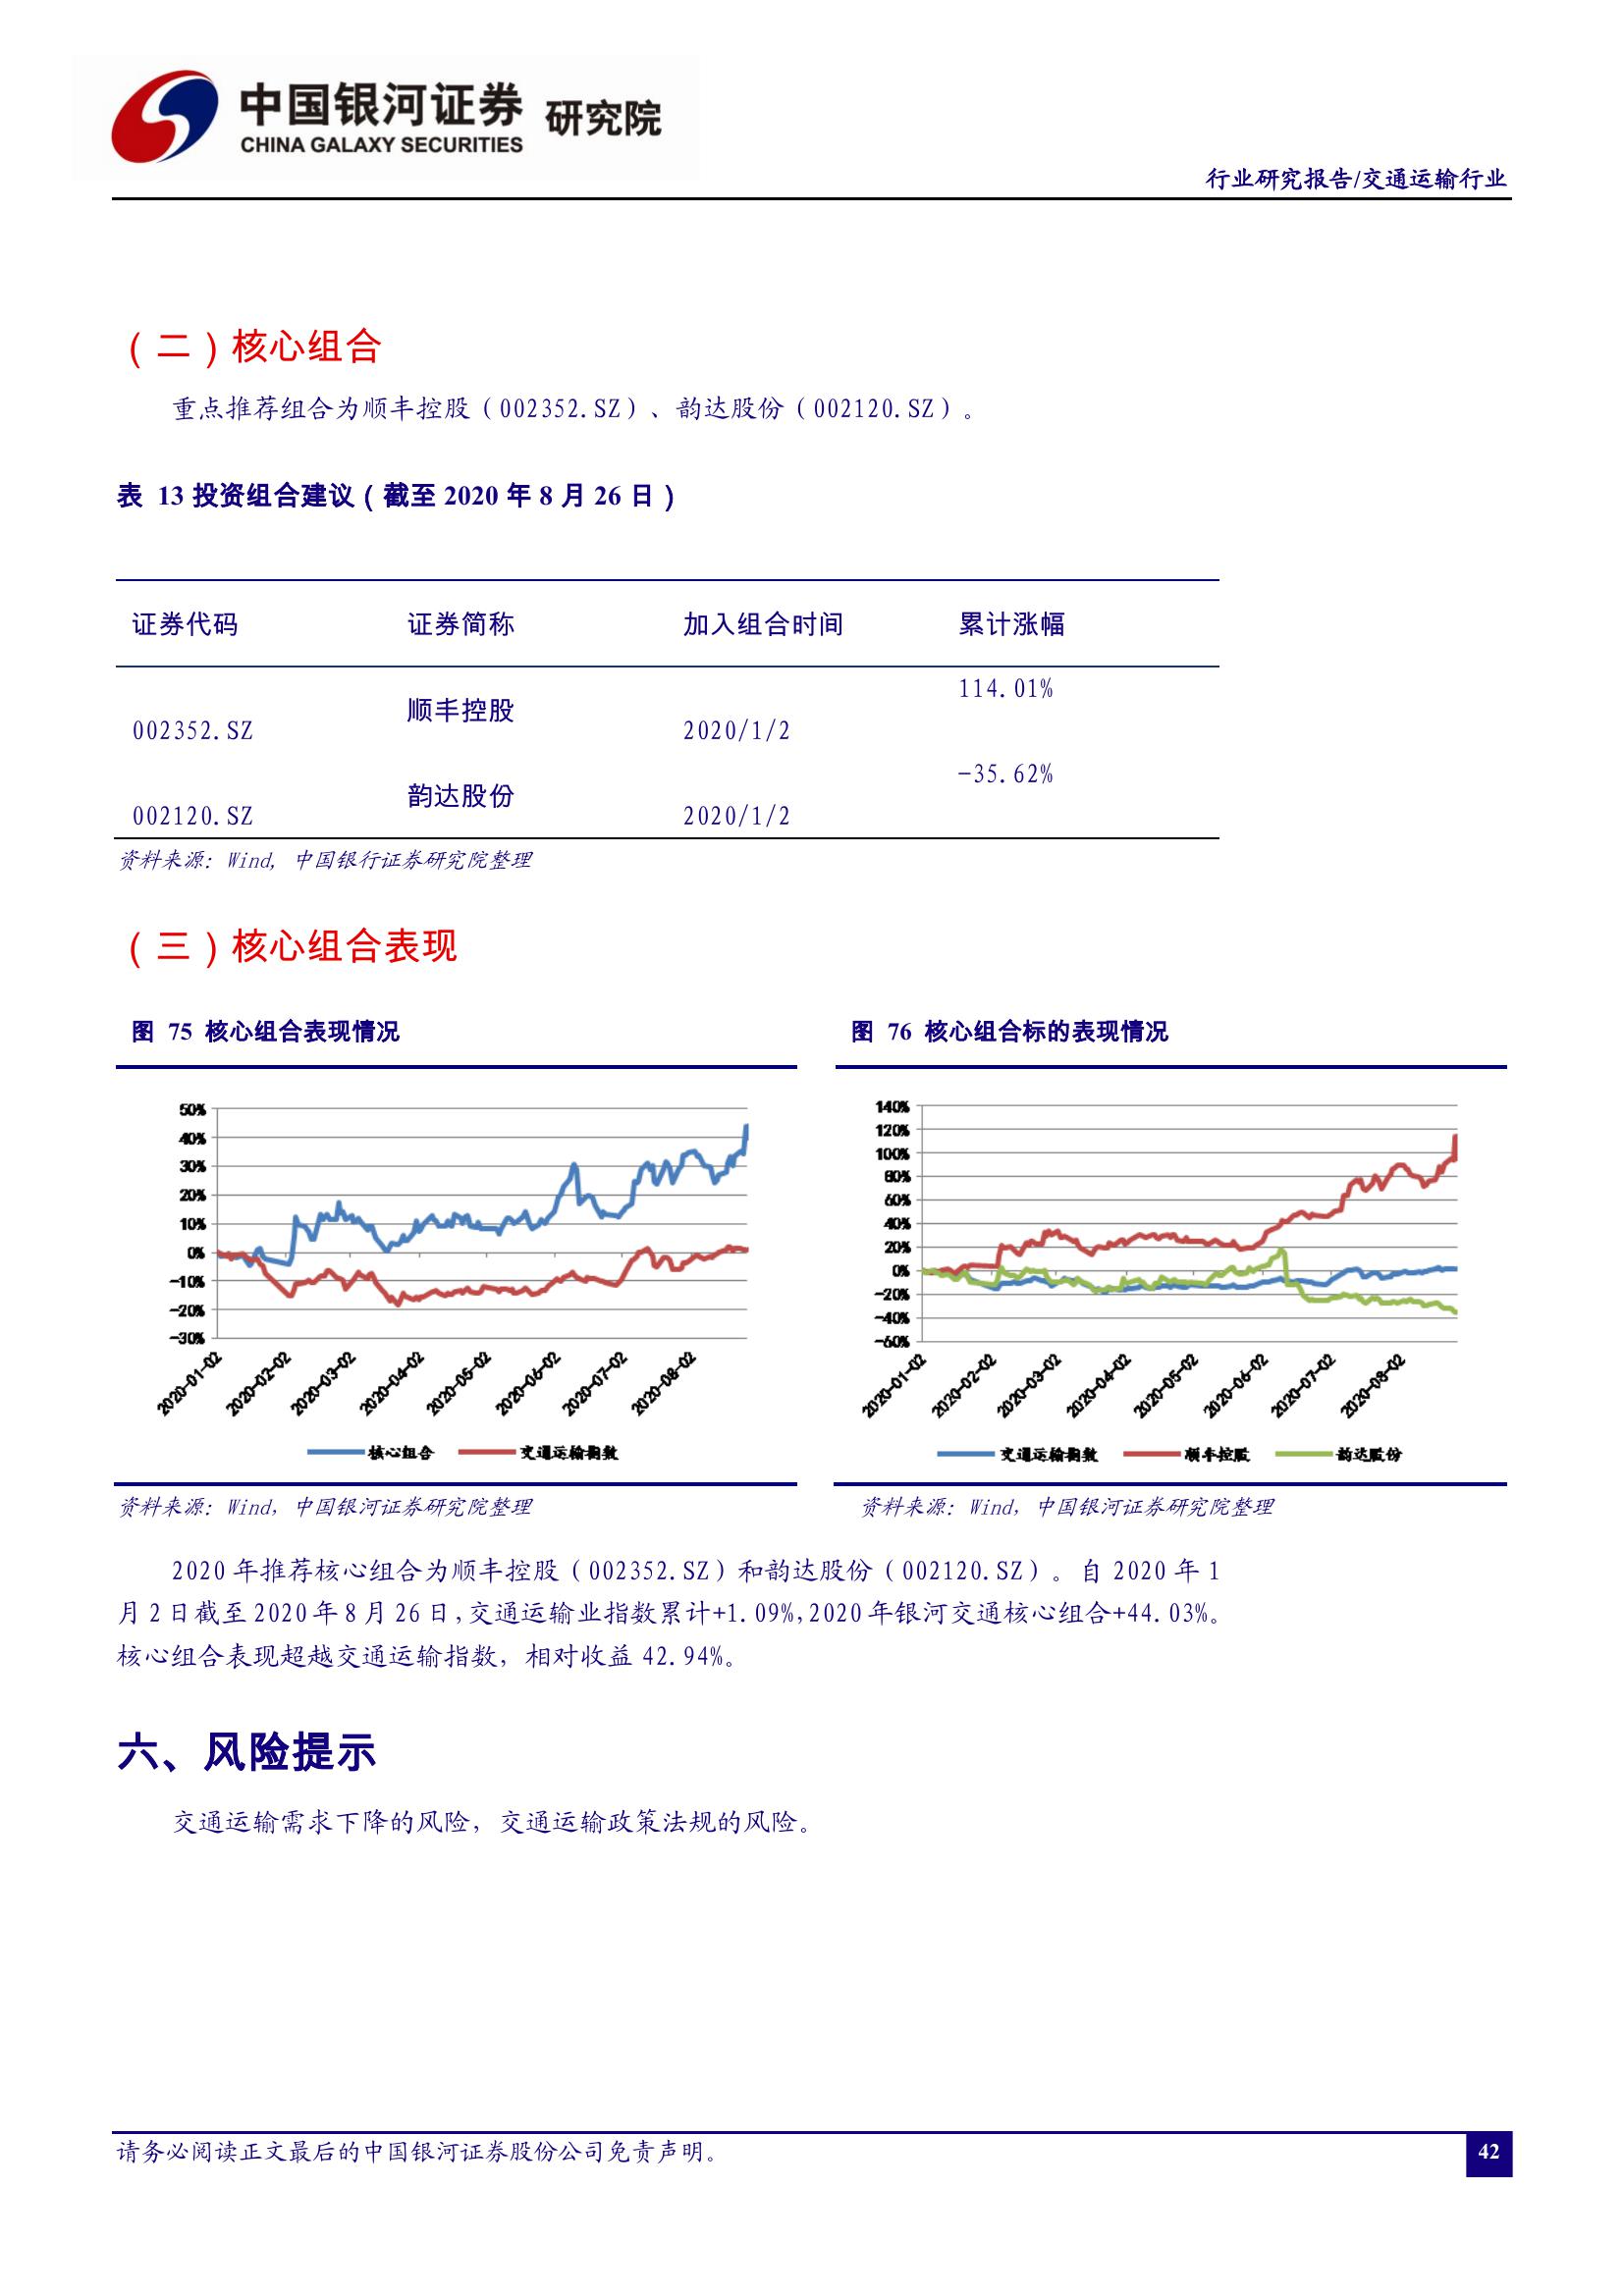 中国银河证券 研究院
CHINA GALAXY SECURITIES
行业研究报告/交通运输行业
（二）核心组合
重点推荐组合为顺丰控股（002352.SZ）、韵达股份（002120.SZ）。
表 13 投资组合建议（截至 2020 年 8 月 26 日）
证券代码 证券简称 加入组合时间 累计涨幅
002352.SZ 顺丰控股 2020/1/2 114.01%
002120.SZ 韵达股份 2020/1/2 -35.62%
资料来源：Wind, 中国银行证券研究院整理
（三）核心组合表现
图 75 核心组合表现情况
50%
40%
30%
20%
10%
0%
-10%
-20%
-30%
2020-01-02 2020-02-02 2020-03-02 2020-04-02 2020-05-02 2020-06-02 2020-07-02 2020-08-02
核心组合 交通运输指数
资料来源：Wind，中国银河证券研究院整理
图 76 核心组合标的表现情况
140%
120%
100%
80%
60%
40%
20%
0%
-20%
-40%
-60%
2020-01-02 2020-02-02 2020-03-02 2020-04-02 2020-05-02 2020-06-02 2020-07-02 2020-08-02
交通运输指数 顺丰控股 韵达股份
资料来源：Wind，中国银河证券研究院整理
2020 年推荐核心组合为顺丰控股（002352.SZ）和韵达股份（002120.SZ）。自 2020 年 1
月 2 日截至 2020 年 8 月 26 日，交通运输业指数累计+1.09%，2020 年银河交通核心组合+44.03%。
核心组合表现超越交通运输指数，相对收益 42.94%。
六、风险提示
交通运输需求下降的风险，交通运输政策法规的风险。
请务必阅读正文最后的中国银河证券股份公司免责声明。
42